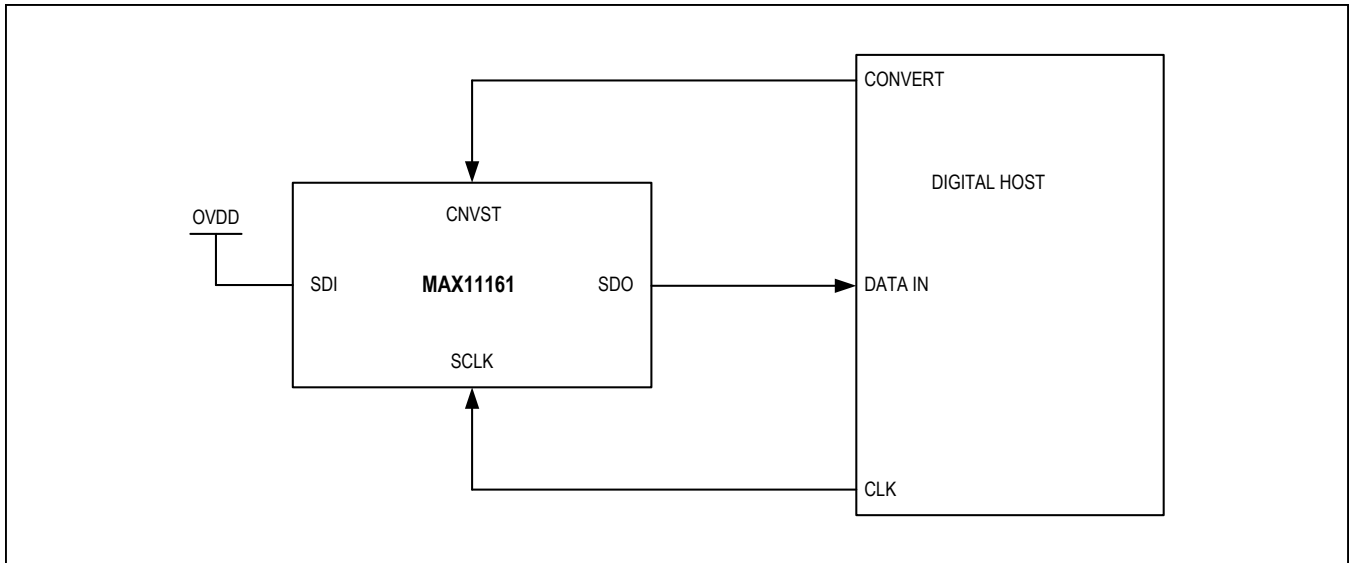 CONVERT
DIGITAL HOST
CNVST
OVDD
SDI
MAX11161
SDO
DATA IN
SCLK
CLK